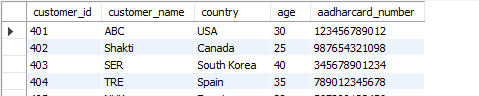 customer_id customer_name country age aadharcard_number
401 ABC USA 30 123456789012
402 Shakti Canada 25 987654321098
403 SER South Korea 40 345678901234
404 TRE Spain 35 789012345678